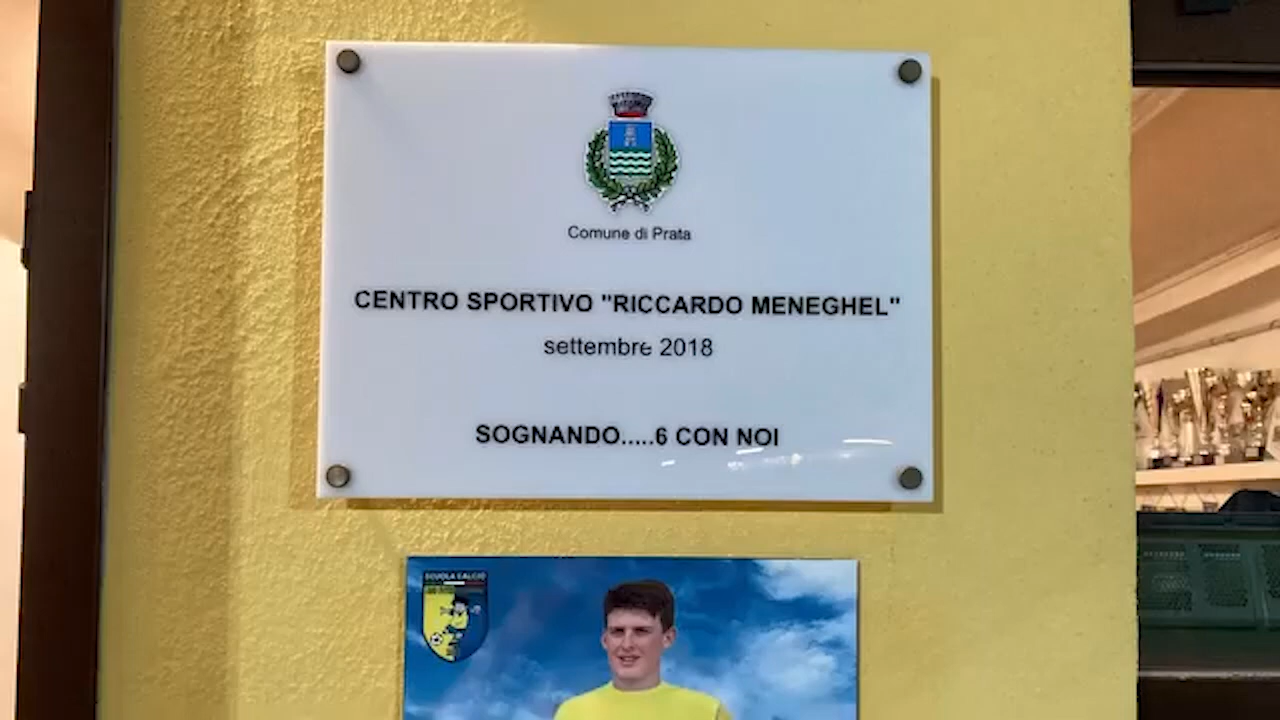 Comune di Prata
CENTRO SPORTIVO "RICCARDO MENEGHEL"
settembre 2018
SOGNANDO.....6 CON NOI
SCUOLA CALCIO